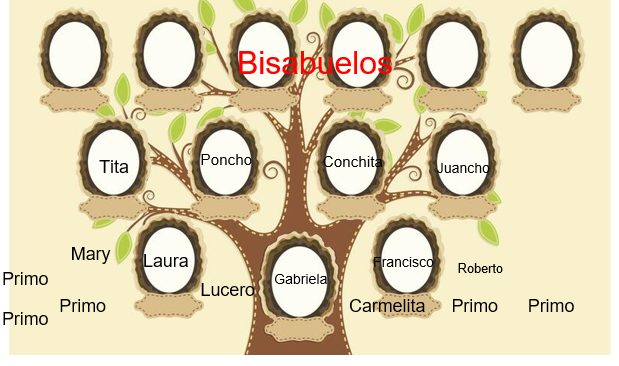 Bisabuelos
Tita
Poncho
Conchita
Juancho
Mary
Laura
Francisco
Roberto
Primo
Lucero
Gabriela
Primo
Carmelita
Primo
Primo
Primo